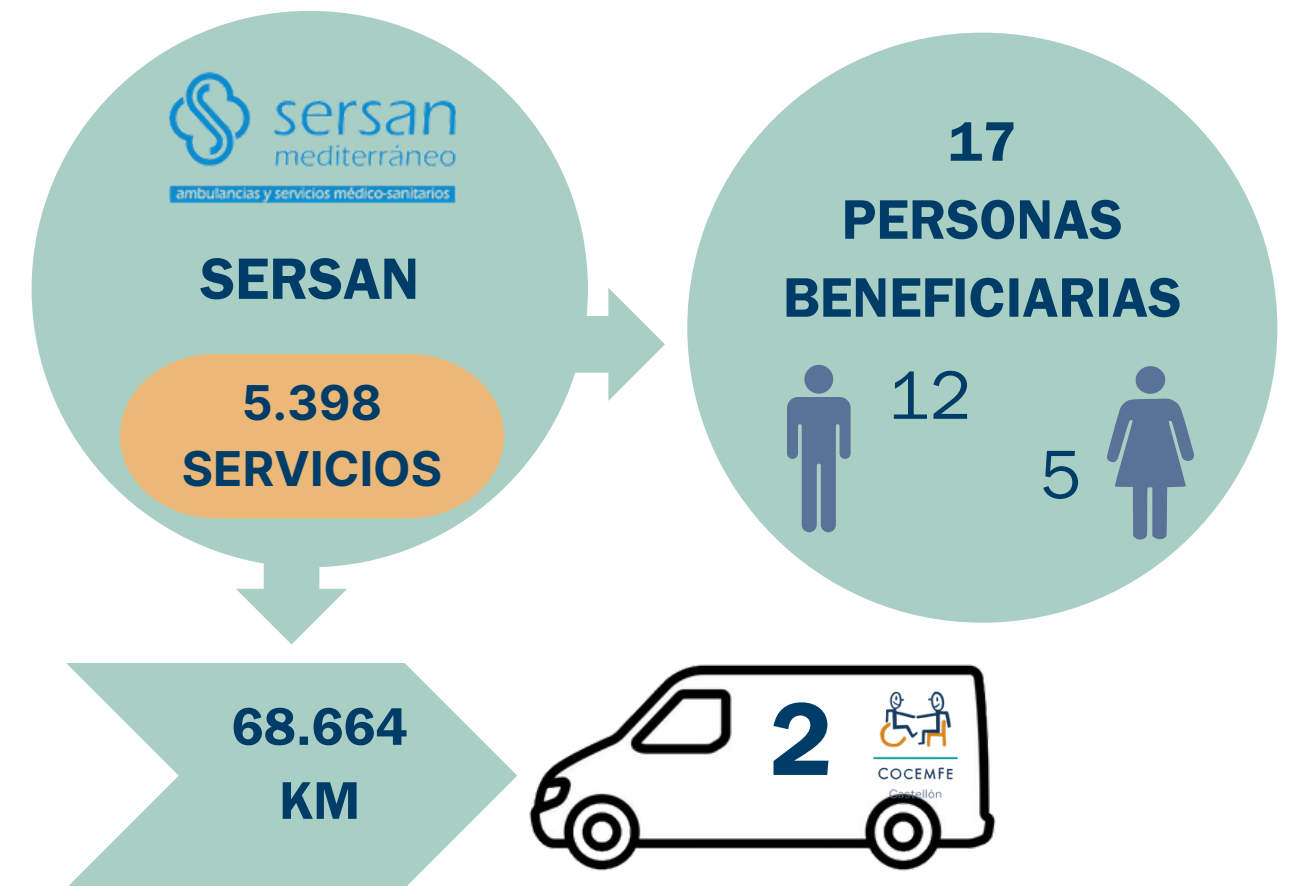 sersan
mediterráneo
ambulancias y servicios médico-sanitarios
SERSAN
5.398
SERVICIOS
17
PERSONAS
BENEFICIARIAS
12
5
68.664
KM
2
COCEMFE
Castellón